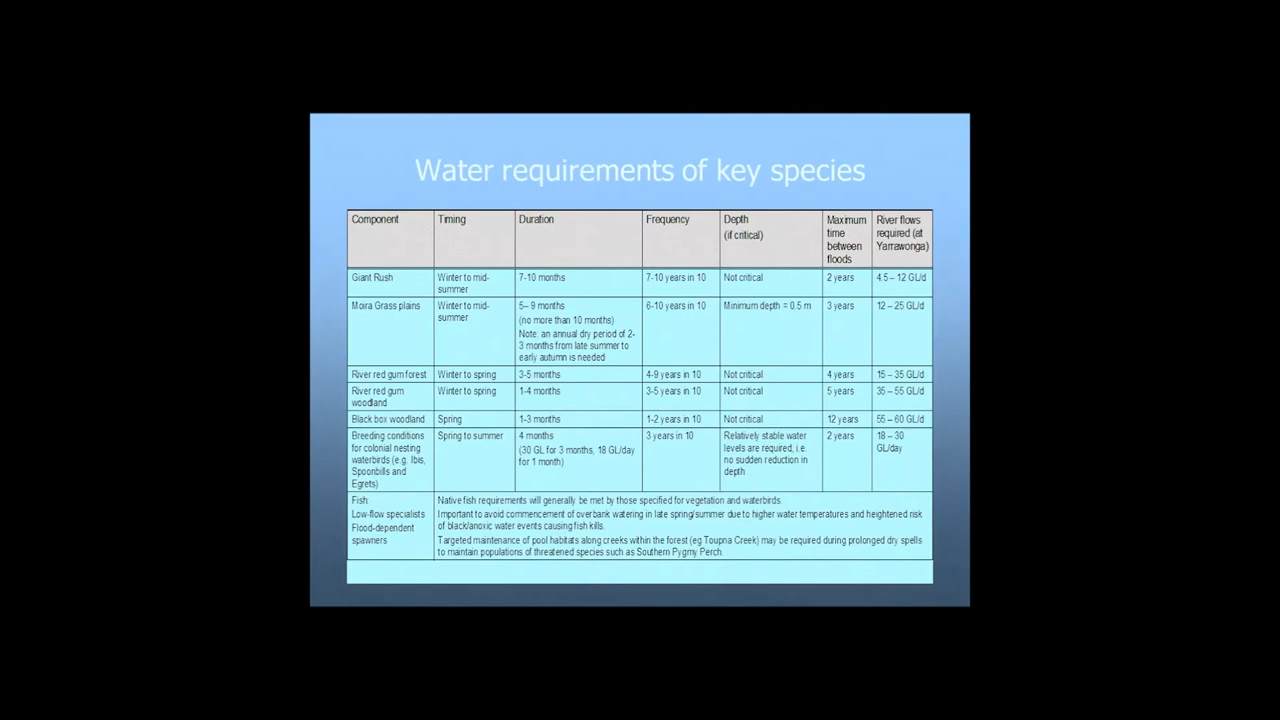 Water requirements of key species
Component Timing Duration Frequency Depth (if critical) Maximum time between floods River flows required (at Yarrawonga)
Giant Rush Winter to mid-summer 7-10 months 7-10 years in 10 Not critical 2 years 4.5 – 12 GL/d
Moira Grass plains Winter to mid-summer 5– 9 months (no more than 10 months) Note: an annual dry period of 2-3 months from late summer to early autumn is needed 6-10 years in 10 Minimum depth = 0.5 m 3 years 12 – 25 GL/d
River red gum forest Winter to spring 3-5 months 4-9 years in 10 Not critical 4 years 15 – 35 GL/d
River red gum woodland Winter to spring 1-4 months 3-5 years in 10 Not critical 5 years 35 – 55 GL/d
Black box woodland Spring 1-3 months 1-2 years in 10 Not critical 12 years 55 – 60 GL/d
Breeding conditions for colonial nesting waterbirds (e.g. Ibis, Spoonbills and Egrets) Spring to summer 4 months (30 GL for 3 months, 18 GL/day for 1 month) 3 years in 10 Relatively stable water levels are required, i.e. no sudden reduction in depth 2 years 18 – 30 GL/day
Fish:
Low-flow specialists
Flood-dependent
spawners
Native fish requirements will generally be met by those specified for vegetation and waterbirds.
Important to avoid commencement of overbank watering in late spring/summer due to higher water temperatures and heightened risk
of black/anoxic water events causing fish kills.
Targeted maintenance of pool habitats along creeks within the forest (eg Toupna Creek) may be required during prolonged dry spells
to maintain populations of threatened species such as Southern Pygmy Perch.